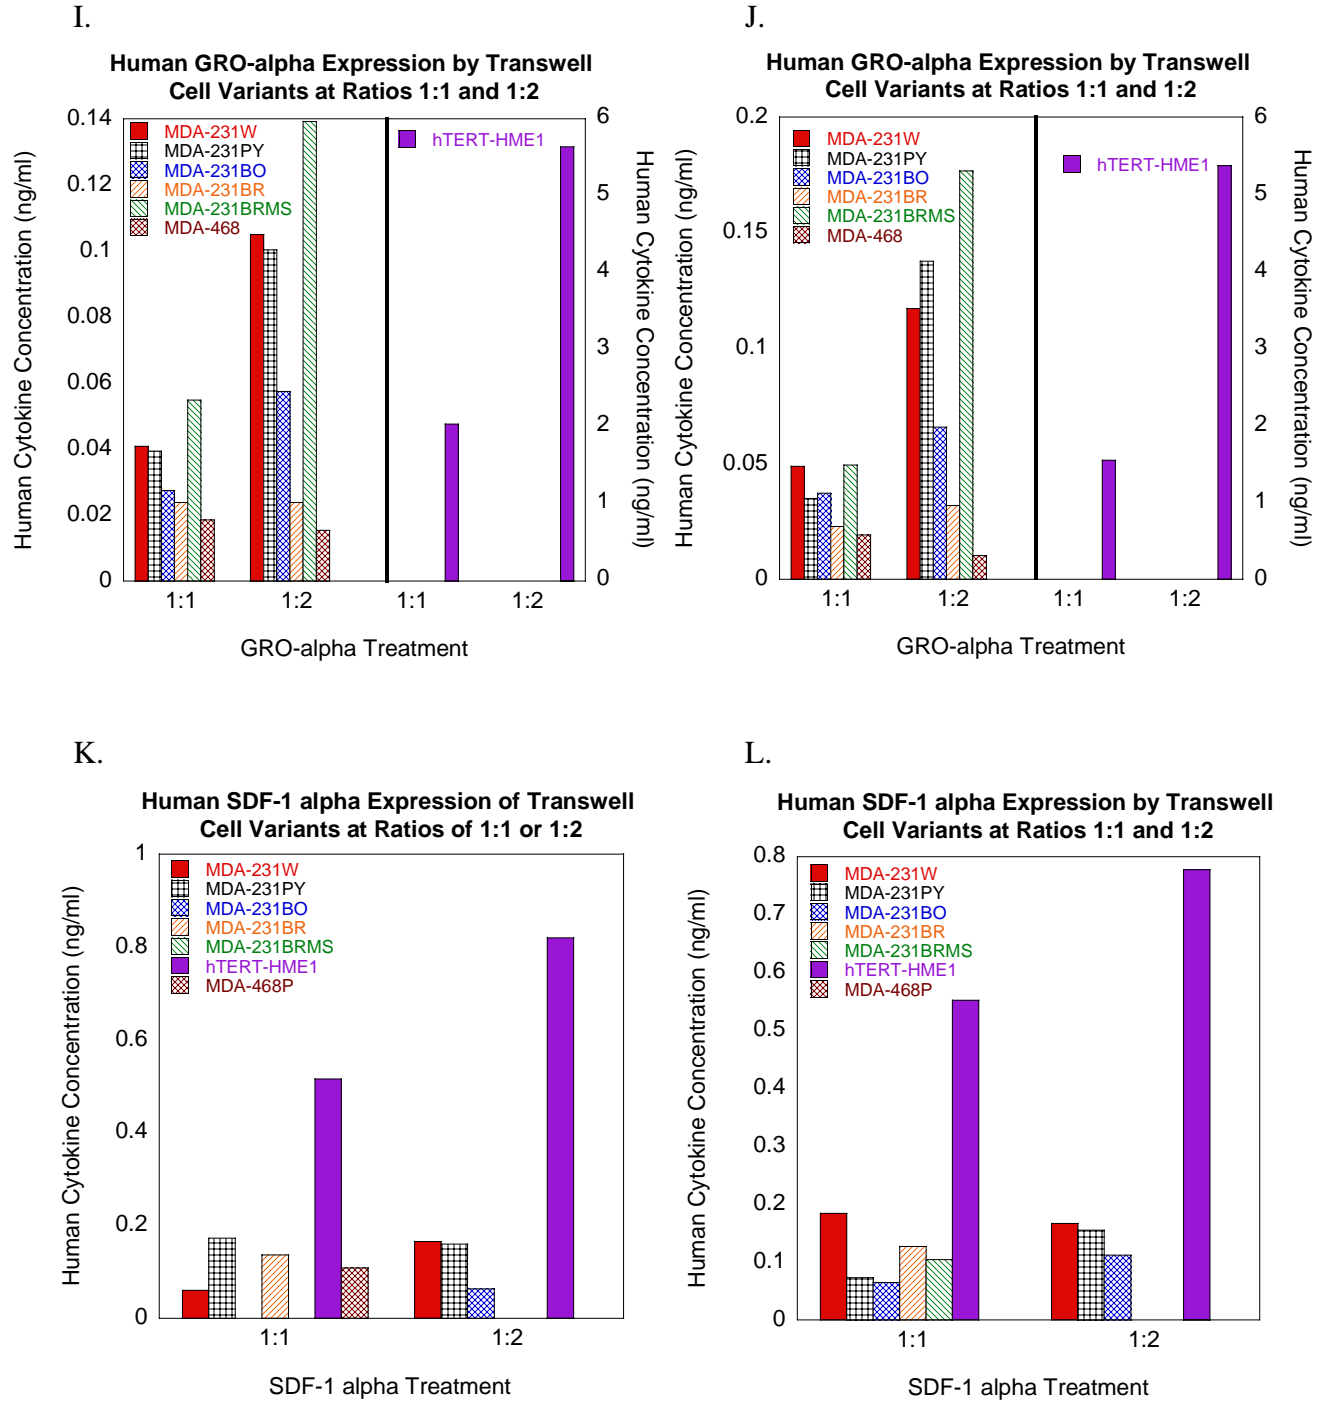 I.
Human GRO-alpha Expression by Transwell
Cell Variants at Ratios 1:1 and 1:2
Human Cytokine Concentration (ng/ml)
0.14
0.12
0.1
0.08
0.06
0.04
0.02
0
MDA-231W
MDA-231PY
MDA-231BO
MDA-231BR
MDA-231BRMS
MDA-468
hTERT-HME1
6
5
4
3
2
1
0
Human Cytokine Concentration (ng/ml)
1:1 1:2 1:1 1:2
GRO-alpha Treatment
J.
Human GRO-alpha Expression by Transwell
Cell Variants at Ratios 1:1 and 1:2
Human Cytokine Concentration (ng/ml)
0.2
0.15
0.1
0.05
0
MDA-231W
MDA-231PY
MDA-231BO
MDA-231BR
MDA-231BRMS
MDA-468
hTERT-HME1
6
5
4
3
2
1
0
Human Cytokine Concentration (ng/ml)
1:1 1:2 1:1 1:2
GRO-alpha Treatment
K.
Human SDF-1 alpha Expression of Transwell
Cell Variants at Ratios of 1:1 or 1:2
Human Cytokine Concentration (ng/ml)
1
0.8
0.6
0.4
0.2
0
MDA-231W
MDA-231PY
MDA-231BO
MDA-231BR
MDA-231BRMS
hTERT-HME1
MDA-468P
1:1 1:2
SDF-1 alpha Treatment
L.
Human SDF-1 alpha Expression by Transwell
Cell Variants at Ratios 1:1 and 1:2
Human Cytokine Concentration (ng/ml)
0.8
0.7
0.6
0.5
0.4
0.3
0.2
0.1
0
MDA-231W
MDA-231PY
MDA-231BO
MDA-231BR
MDA-231BRMS
hTERT-HME1
MDA-468P
1:1 1:2
SDF-1 alpha Treatment